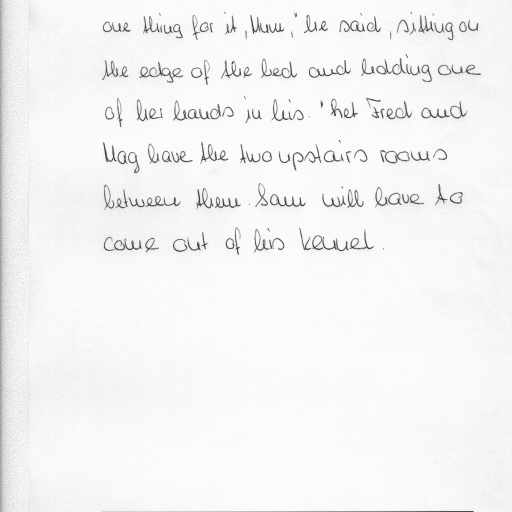 one thing for it, Mum," he said, sitting on
the edge of the bed and holding one
of her hands in his. 'Let Fred and
Mag have the two upstairs rooms
between them. Sam will have to
come out of his kennel.